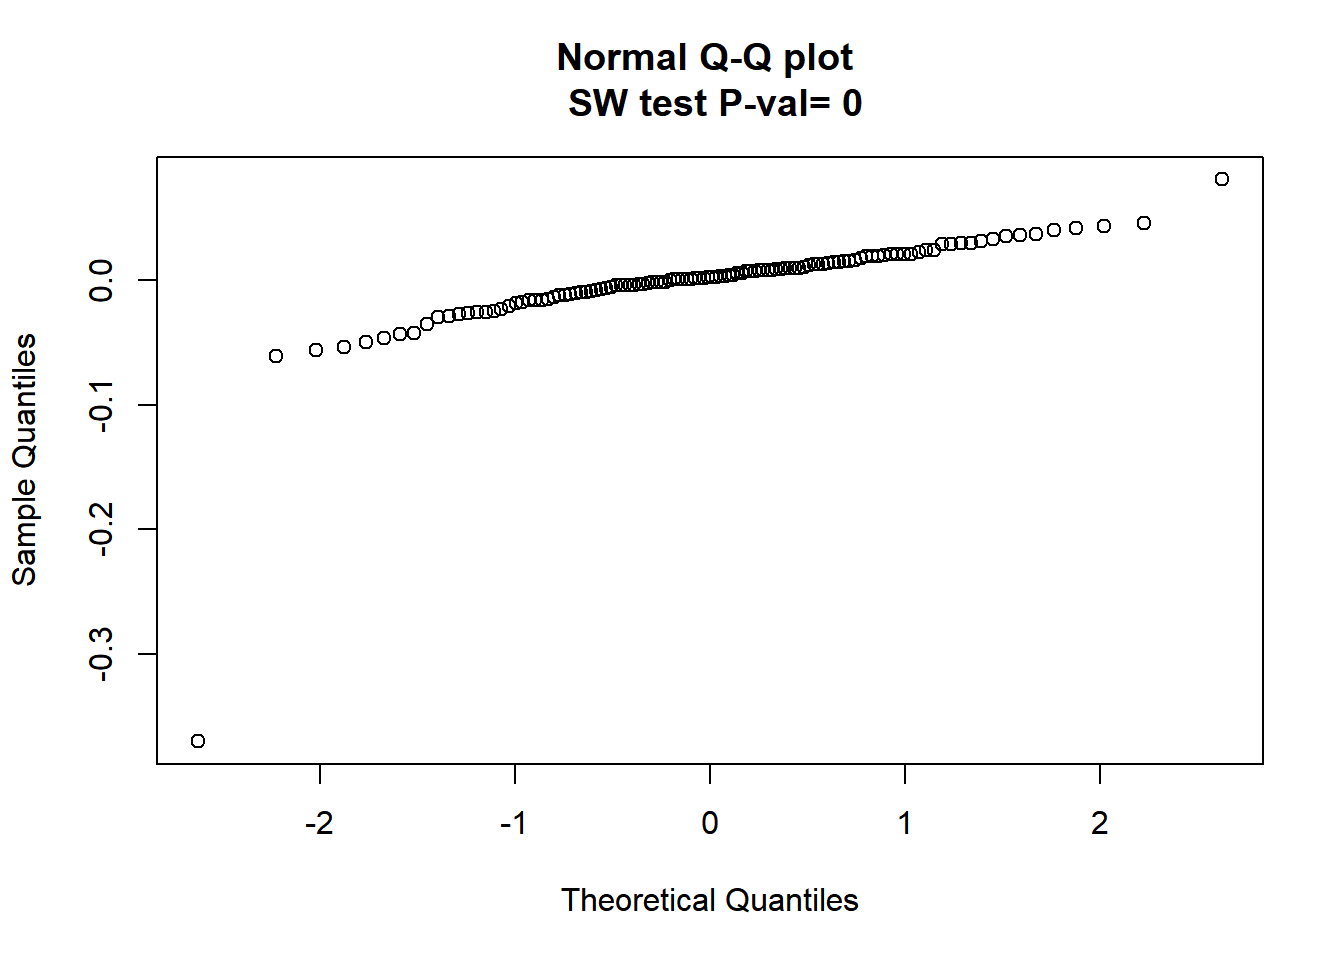 Normal Q-Q plot
SW test P-val= 0
Sample Quantiles
0.0
-0.1
-0.2
-0.3
-2 -1 0 1 2
Theoretical Quantiles